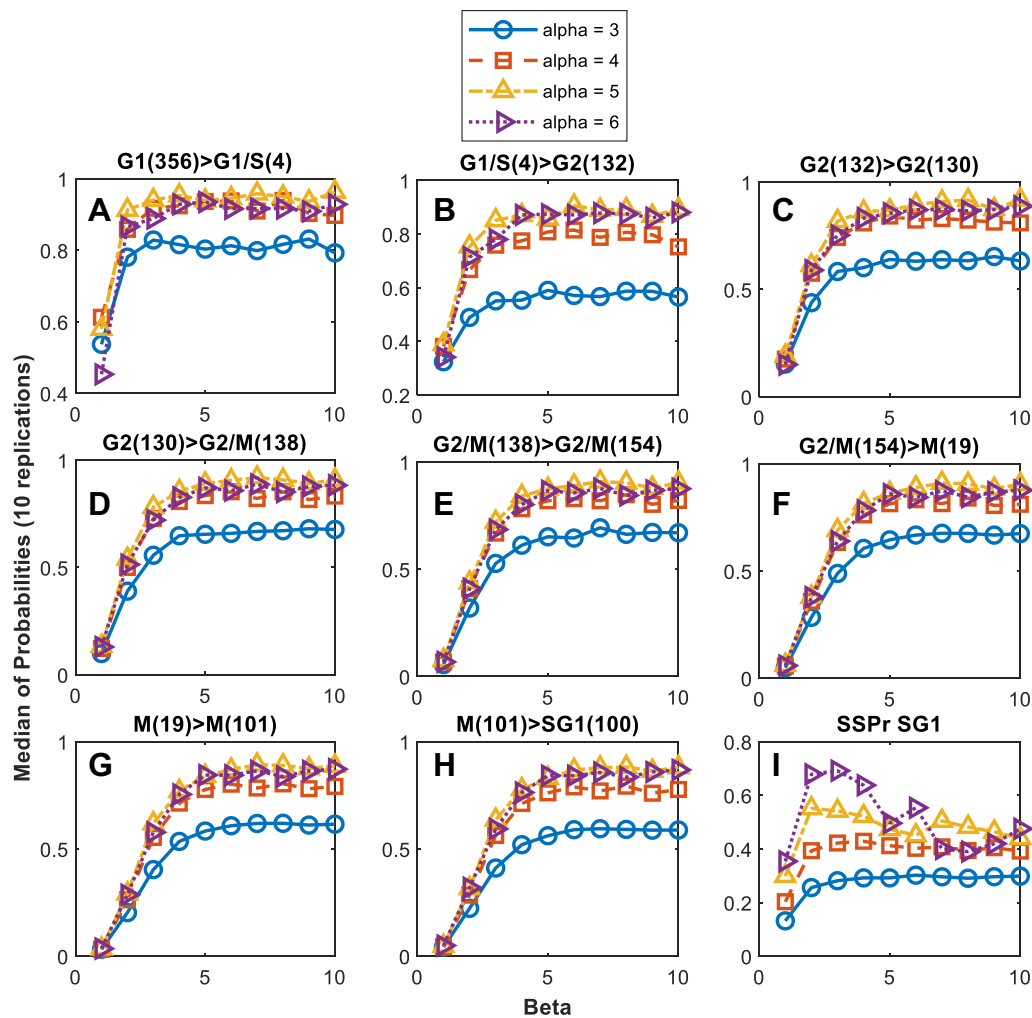 alpha = 3
alpha = 4
alpha = 5
alpha = 6
G1(356)>G1/S(4)
G1/S(4)>G2(132)
G2(132)>G2(130)
A
B
C
1
0.8
0.6
0.4
0
5
10
1
0.8
0.6
0.4
0.2
0
5
10
1
0.5
0
0
5
10
G2(130)>G2/M(138)
G2/M(138)>G2/M(154)
G2/M(154)>M(19)
D
E
F
1
0.5
0
0
5
10
1
0.5
0
0
5
10
1
0.5
0
0
5
10
M(19)>M(101)
M(101)>SG1(100)
SSPr SG1
G
H
I
1
0.5
0
0
5
10
1
0.5
0
0
5
10
0.8
0.6
0.4
0.2
0
0
5
10
Median of Probabilities (10 replications)
Beta